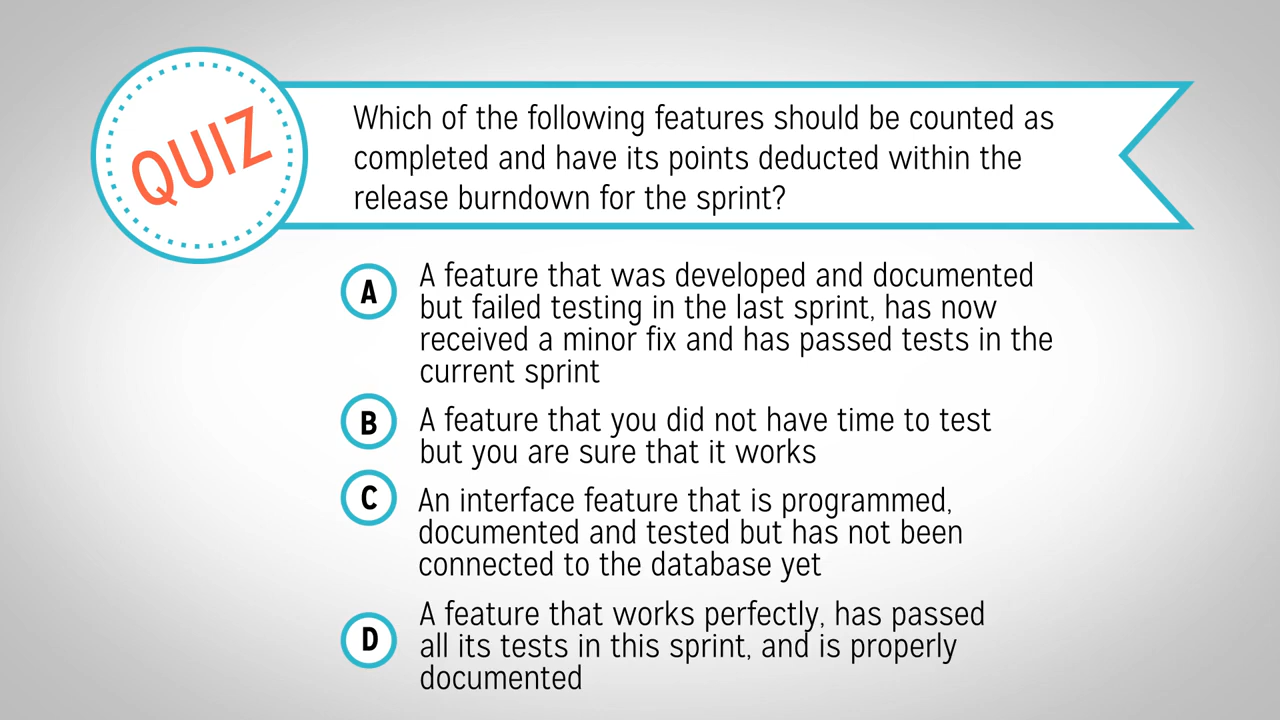 QUIZ
Which of the following features should be counted as
completed and have its points deducted within the
release burndown for the sprint?
A
A feature that was developed and documented
but failed testing in the last sprint, has now
received a minor fix and has passed tests in the
current sprint
B
A feature that you did not have time to test
but you are sure that it works
C
An interface feature that is programmed,
documented and tested but has not been
connected to the database yet
D
A feature that works perfectly, has passed
all its tests in this sprint, and is properly
documented